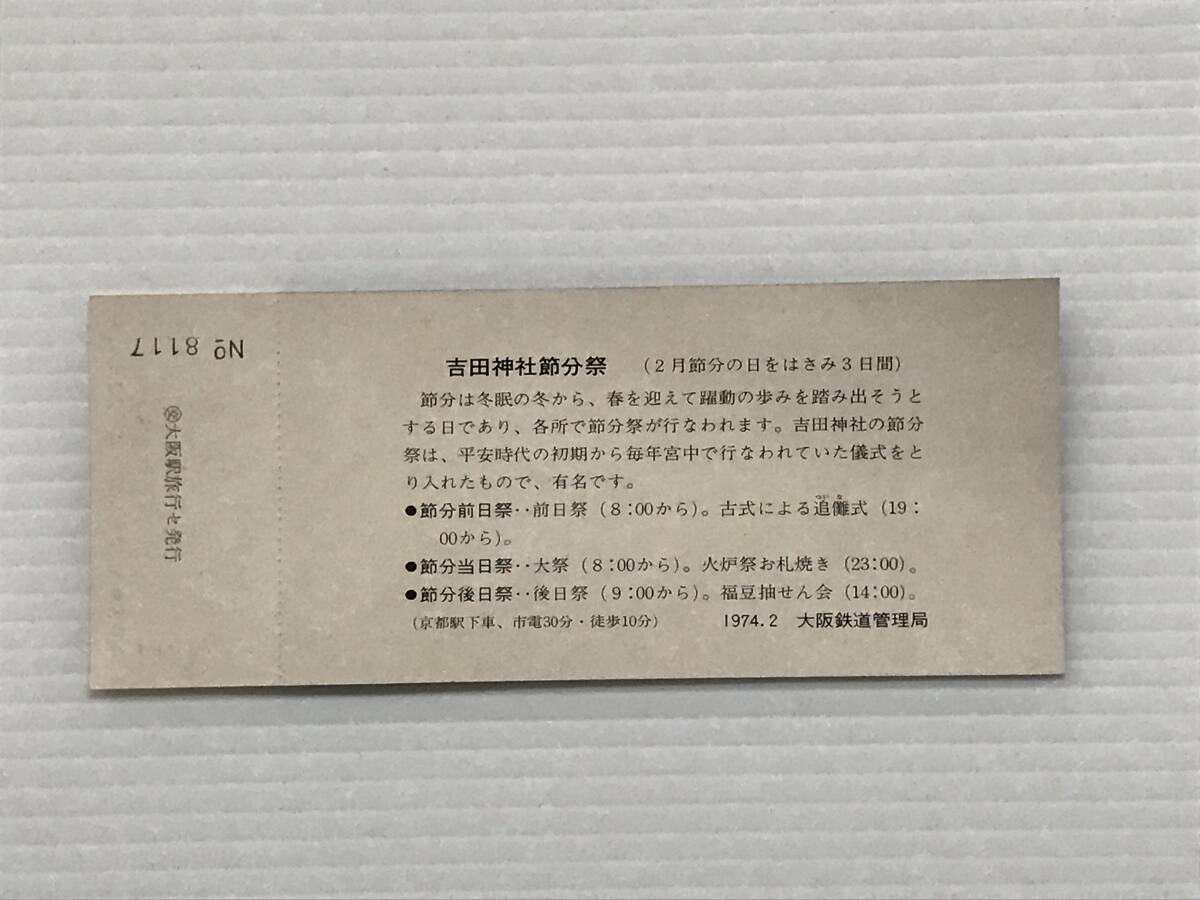 № 8117
㊷大阪駅旅行セ発行
吉田神社節分祭 (2月節分の日をはさみ3日間)
節分は冬眠の冬から、春を迎えて躍動の歩みを踏み出そうと
する日であり、各所で節分祭が行なわれます。吉田神社の節分
祭は、平安時代の初期から毎年宮中で行なわれていた儀式をと
り入れたもので、有名です。
●節分前日祭‥前日祭(8:00から)。古式による追儺式(19:
00から)。
●節分当日祭‥大祭(8:00から)。火炉祭お札焼き(23:00)。
●節分後日祭‥後日祭(9:00から)。福豆抽せん会(14:00)。
(京都駅下車、市電30分・徒歩10分) 1974.2 大阪鉄道管理局